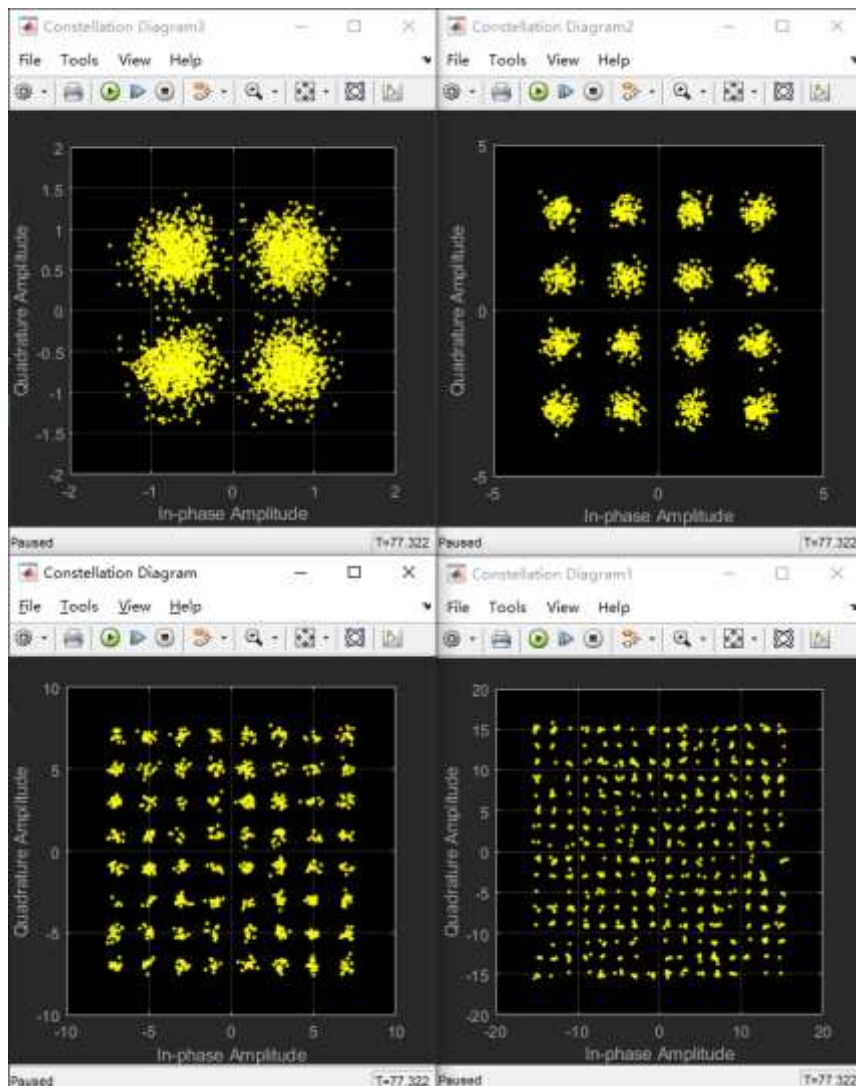 Constellation Diagram3
File Tools View Help
2
1.5
1
0.5
0
-0.5
-1
-1.5
-2
Quadrature Amplitude
-2 -1 0 1 2
In-phase Amplitude
Paused T=77.322
Constellation Diagram2
File Tools View Help
5
0
-5
Quadrature Amplitude
-5 0 5
In-phase Amplitude
Paused T=77.322
Constellation Diagram
File Tools View Help
10
5
0
-5
-10
Quadrature Amplitude
-10 -5 0 5 10
In-phase Amplitude
Paused T=77.322
Constellation Diagram1
File Tools View Help
20
15
10
5
0
-5
-10
-15
-20
Quadrature Amplitude
-20 -10 0 10 20
In-phase Amplitude
Paused T=77.322